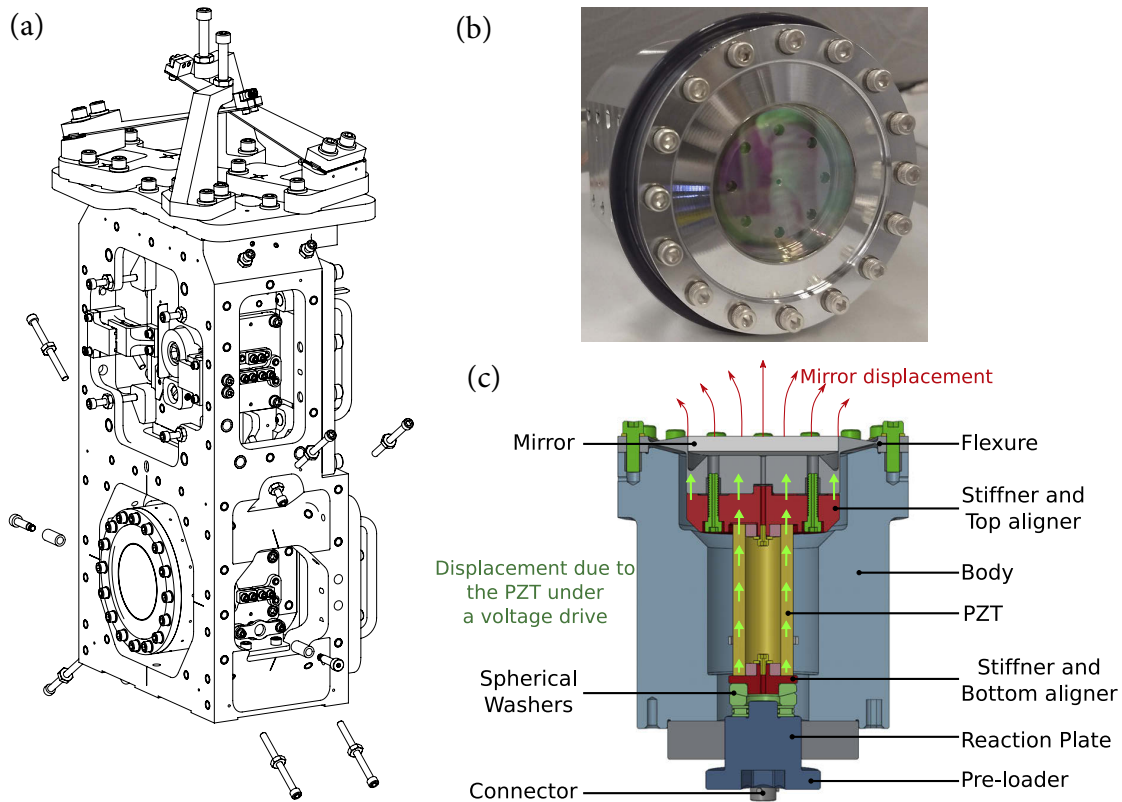 (a)
(b)
(c)
Mirror displacement
Mirror
Flexure
Stiffner and
Top aligner
Displacement due to
the PZT under
a voltage drive
Body
PZT
Spherical
Washers
Stiffner and
Bottom aligner
Reaction Plate
Pre-loader
Connector